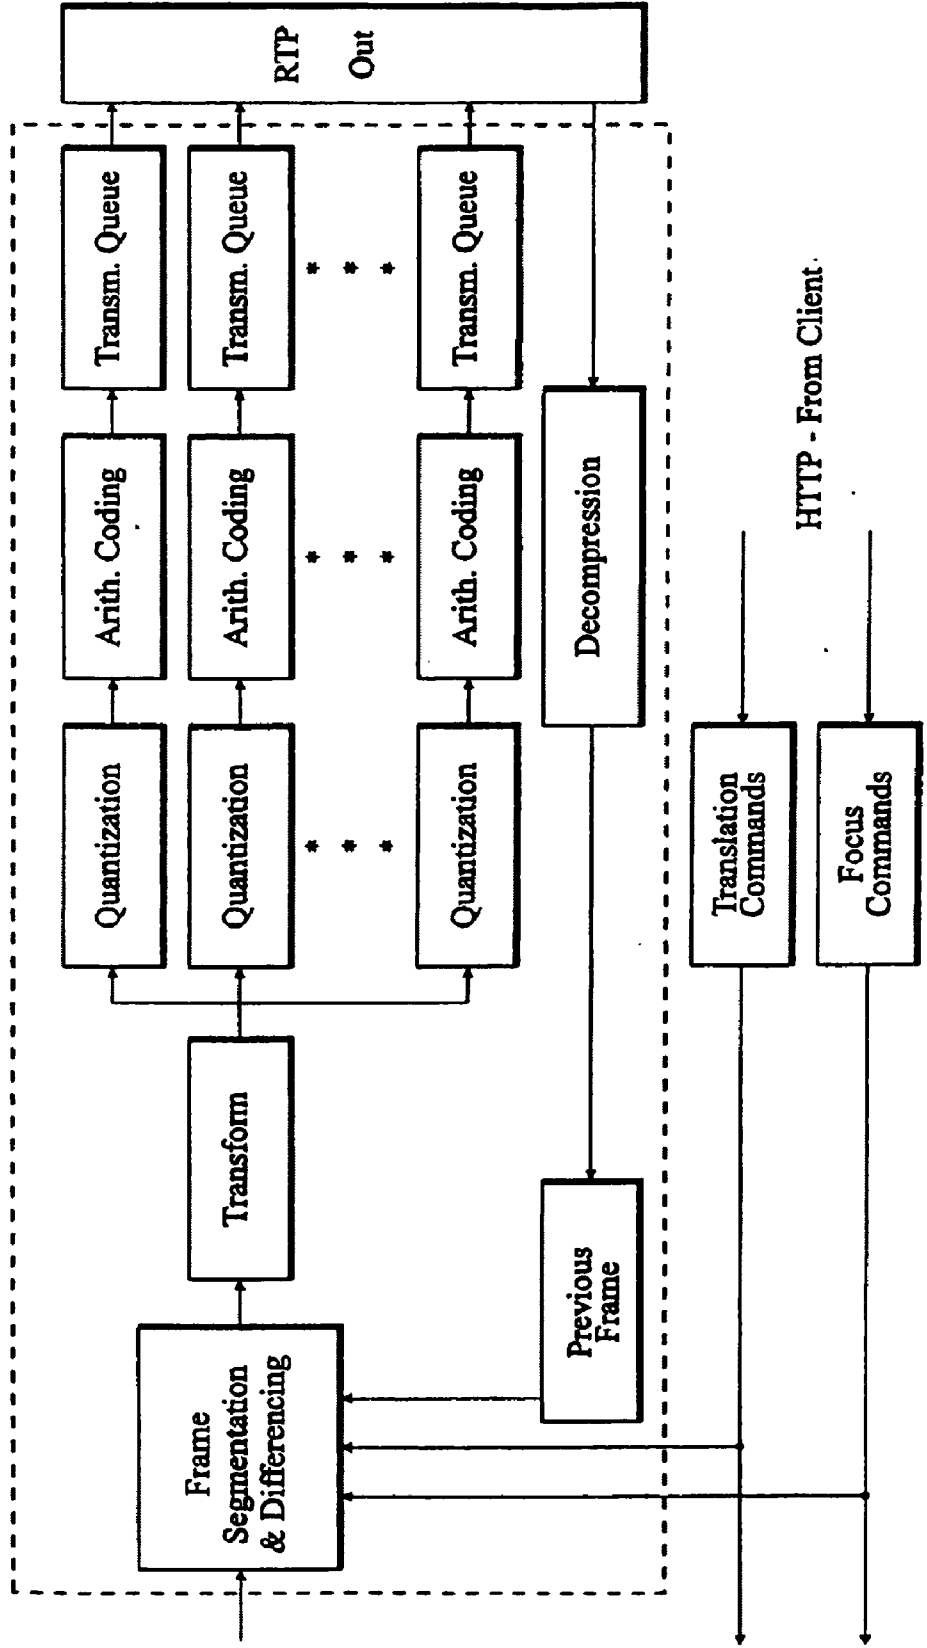 Frame
Segmentation
& Differencing
Transform
Quantization
Arith. Coding
Transm. Queue
Quantization
Arith. Coding
Transm. Queue
* * *
* * *
* * *
Quantization
Arith. Coding
Transm. Queue
RTP
Out
Previous
Frame
Decompression
Translation
Commands
Focus
Commands
HTTP - From Client